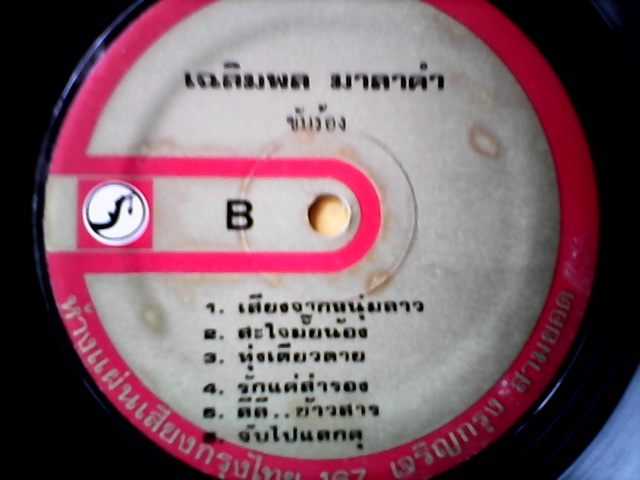 เฉลิมพล มาลาคำ
ขับร้อง
B
1. เสียงจากหนุ่มลาว
2. สะใจมั้ยน้อง
3. ทุ่งเดียวดาย
4. รักแค่สำรอง
5. ดีดี..ข้าวสาร
จับไปแดกดุ
ห้างแผ่นเสียงกรุงไทย 167 เจริญกรุง สามยอด